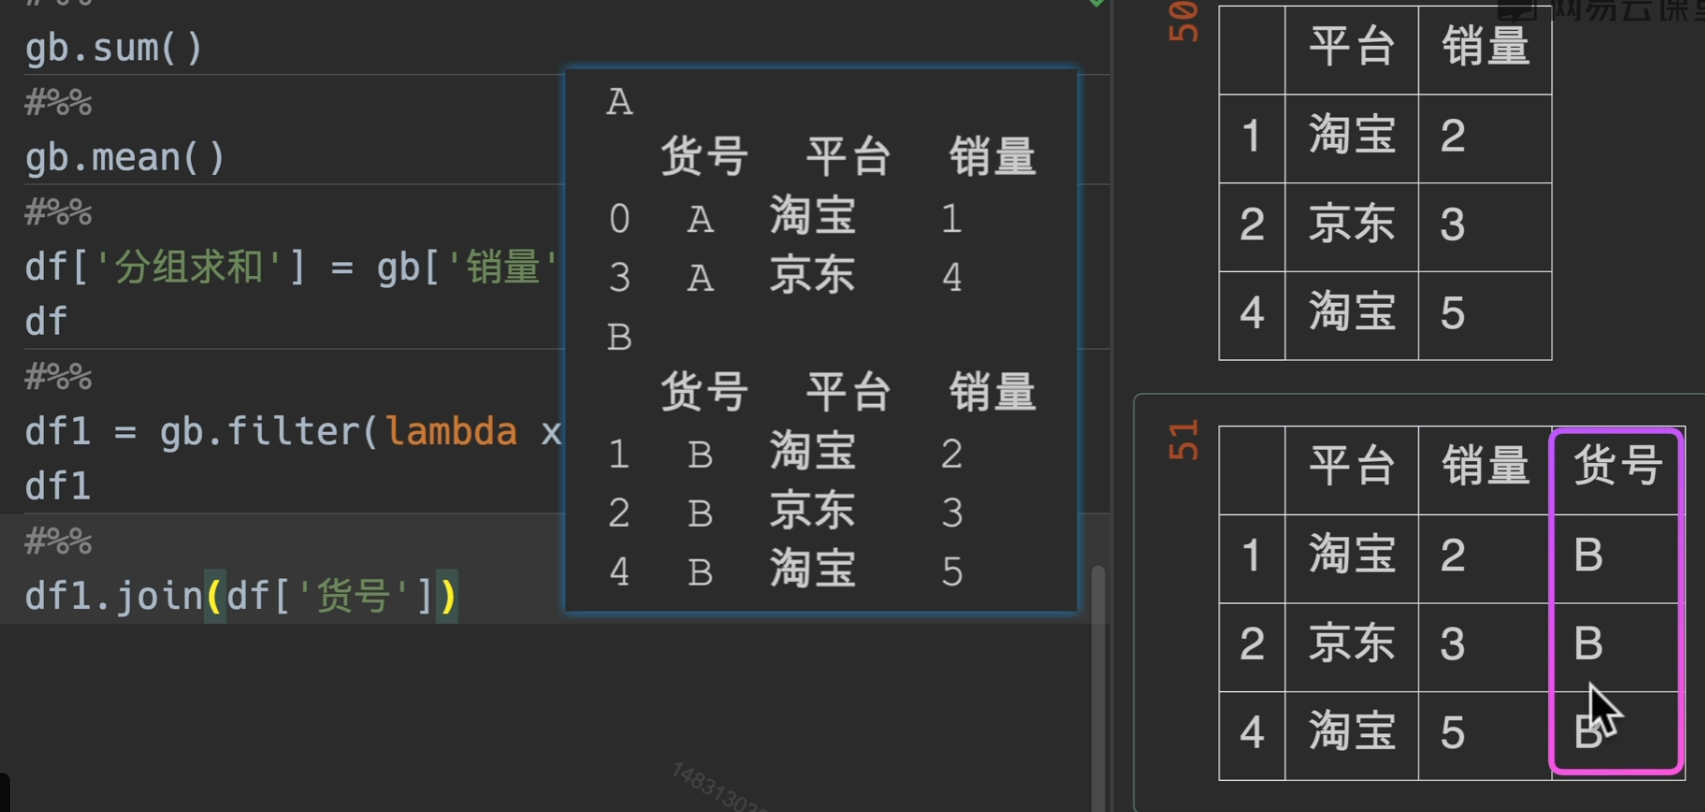 gb.sum()
#%%
gb.mean()
#%%
df['分组求和'] = gb['销量'
df
#%%
df1 = gb.filter(lambda x
df1
#%%
df1.join(df['货号'])
A
货号 平台 销量
0 A 淘宝 1
3 A 京东 4
B
货号 平台 销量
1 B 淘宝 2
2 B 京东 3
4 B 淘宝 5
50
平台 销量
1 淘宝 2
2 京东 3
4 淘宝 5
51
平台 销量 货号
1 淘宝 2 B
2 京东 3 B
4 淘宝 5 B
网易云课堂